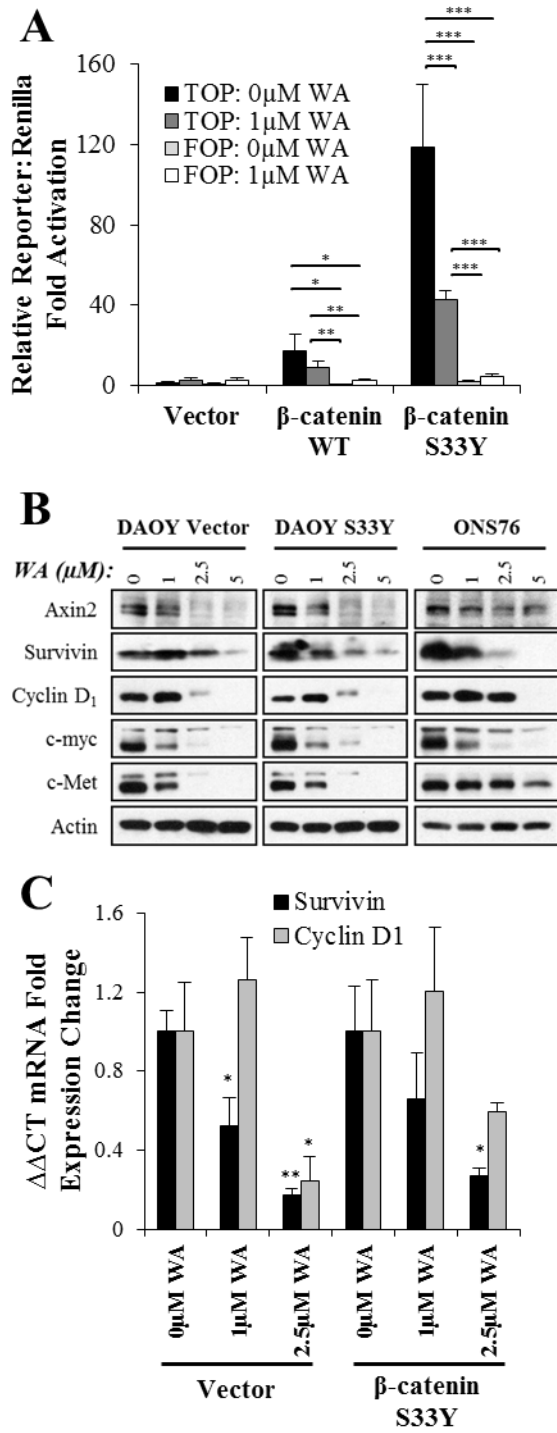 A
Relative Reporter:Renilla
Fold Activation
160
120
80
40
0
TOP: 0µM WA
TOP: 1µM WA
FOP: 0µM WA
FOP: 1µM WA
*
*
**
**
***
***
***
***
***
Vector
β-catenin
WT
β-catenin
S33Y
B
DAOY Vector
DAOY S33Y
ONS76
WA (µM):
0 1 2.5 5
0 1 2.5 5
0 1 2.5 5
Axin2
Survivin
Cyclin D₁
c-myc
c-Met
Actin
C
ΔΔCT mRNA Fold
Expression Change
1.6
1.2
0.8
0.4
0
Survivin
Cyclin D1
*
**
*
*
0µM WA
1µM WA
2.5µM WA
0µM WA
1µM WA
2.5µM WA
Vector
β-catenin
S33Y